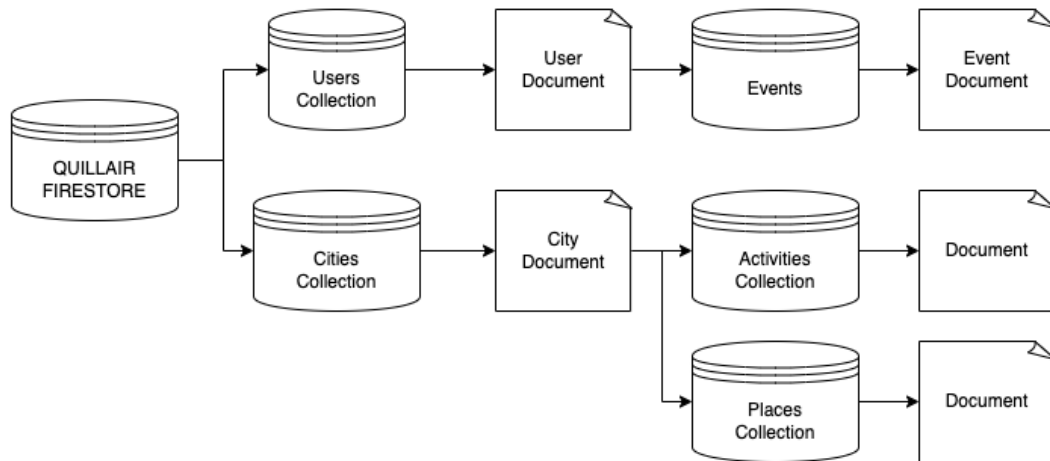 Users
Collection
User
Document
Events
Event
Document
QUILLAIR
FIRESTORE
Cities
Collection
City
Document
Activities
Collection
Document
Places
Collection
Document